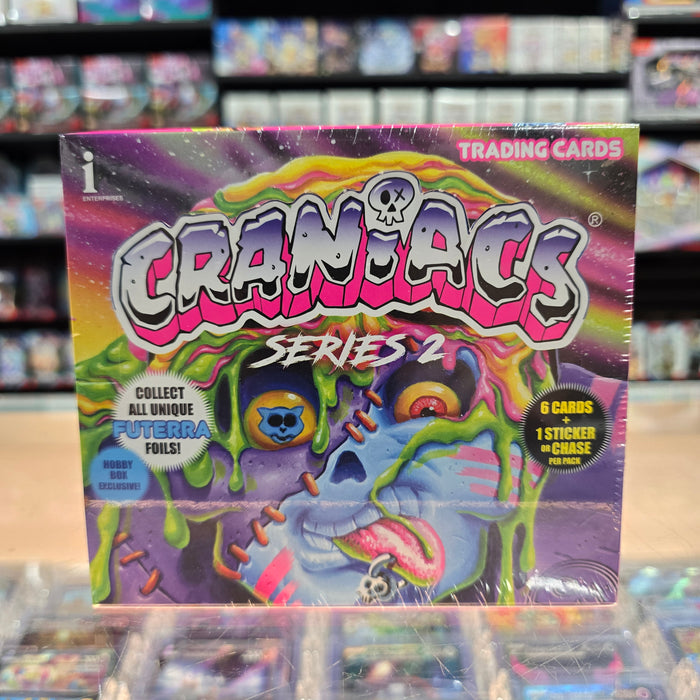 i
ENTERPRISES
TRADING CARDS
CRANIACS®
SERIES 2
COLLECT
ALL UNIQUE
FUTERRA
FOILS!
HOBBY
BOX
EXCLUSIVE!
6 CARDS
+
1 STICKER
OR CHASE
PER PACK